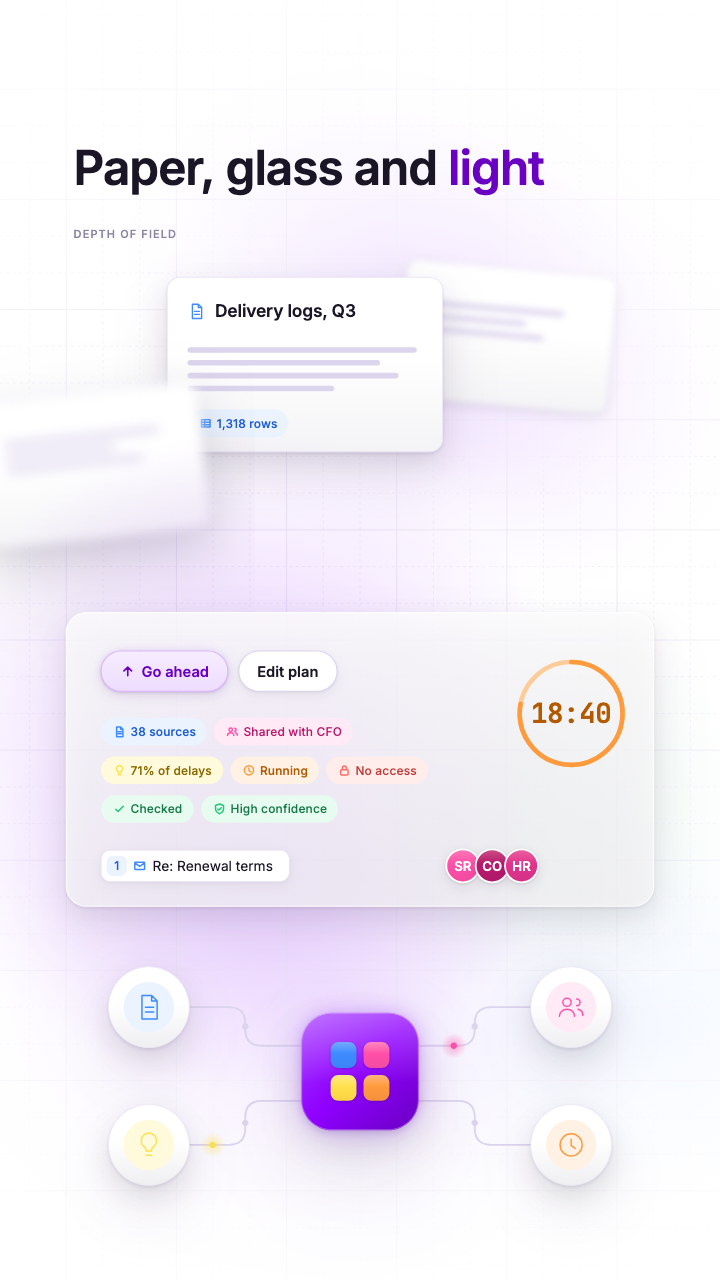 Paper, glass and light
DEPTH OF FIELD
Delivery logs, Q3
1,318 rows
Go ahead
Edit plan
18:40
38 sources
Shared with CFO
71% of delays
Running
No access
Checked
High confidence
1 Re: Renewal terms
SR CO HR